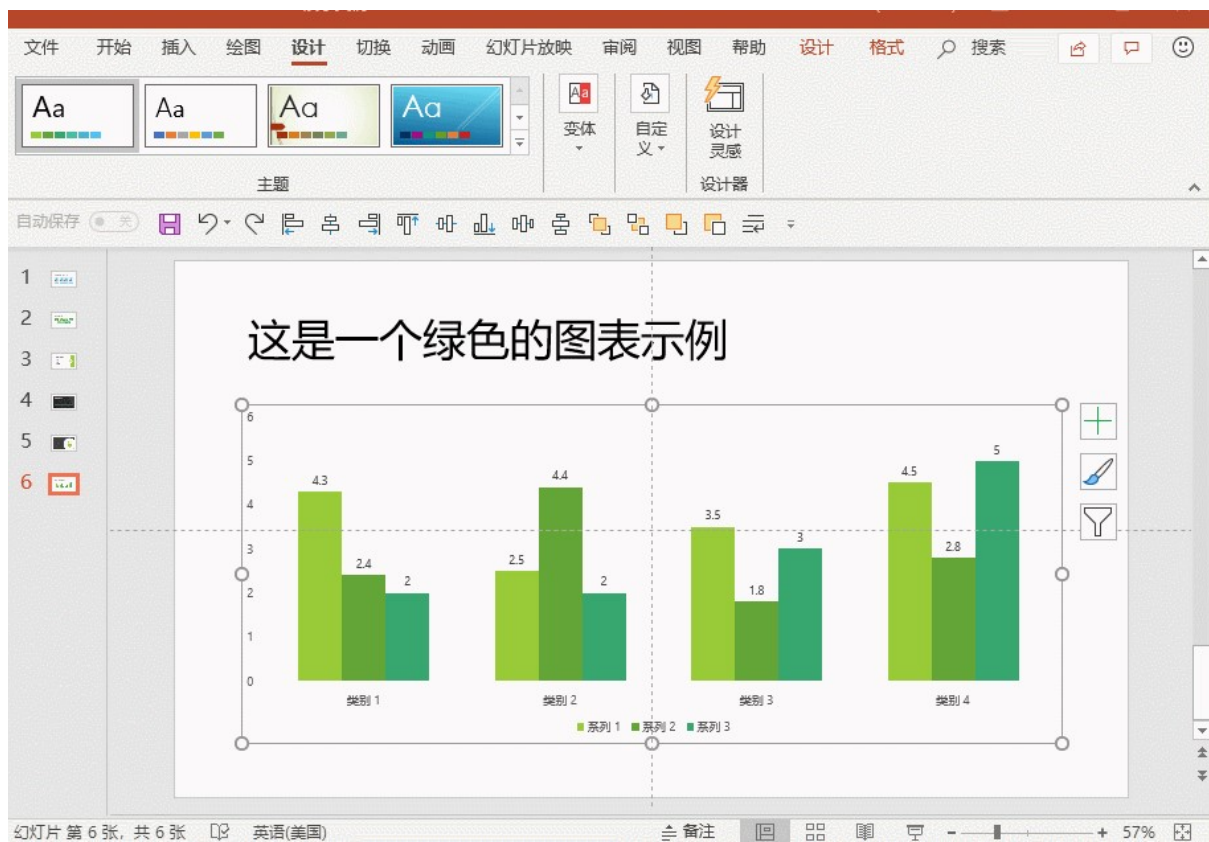 文件 开始 插入 绘图 设计 切换 动画 幻灯片放映 审阅 视图 帮助 设计 格式 搜索
Aa Aa Aa Aa
变体 自定义 设计灵感
主题 设计器
自动保存 关
1
2
3
4
5
6
这是一个绿色的图表示例
6
5
4
3
2
1
0
4.3 2.4 2 2.5 4.4 2 3.5 1.8 3 4.5 2.8 5
类别 1 类别 2 类别 3 类别 4
系列 1 系列 2 系列 3
幻灯片 第 6 张, 共 6 张 英语(美国) 备注 57%